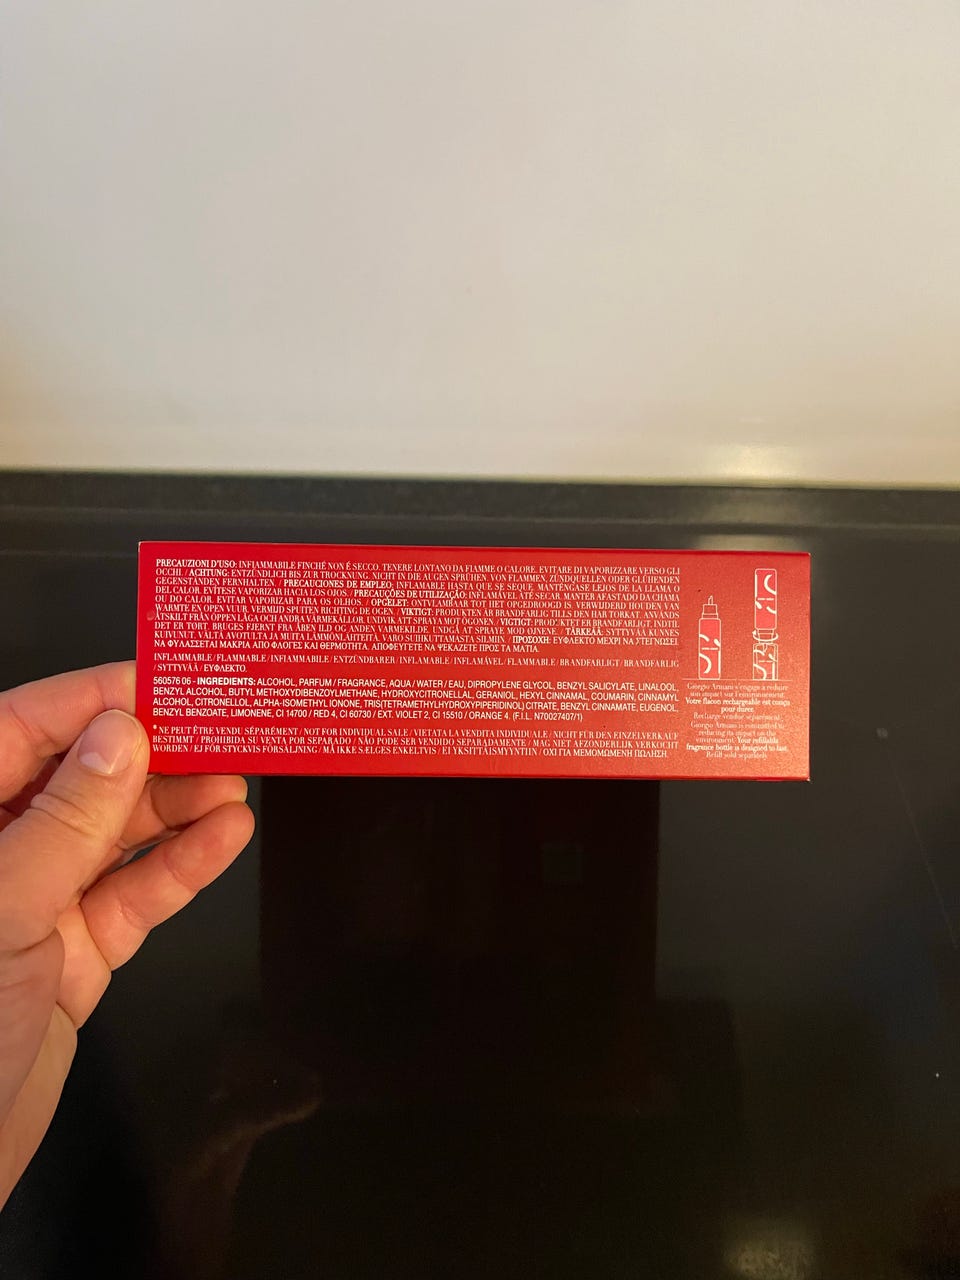 PRECAUZIONI D'USO: INFIAMMABILE FINCHÉ NON É SECCO. TENERE LONTANO DA FIAMME O CALORE. EVITARE DI VAPORIZZARE VERSO GLI
OCCHI. / ACHTUNG: ENTZÜNDLICH BIS ZUR TROCKNUNG. NICHT IN DIE AUGEN SPRÜHEN. VON FLAMMEN, ZÜNDQUELLEN ODER GLÜHENDEN
GEGENSTÄNDEN FERNHALTEN. / PRECAUCIONES DE EMPLEO: INFLAMABLE HASTA QUE SE SEQUE. MANTÉNGASE LEJOS DE LA LLAMA O
DEL CALOR. EVÍTESE VAPORIZAR HACIA LOS OJOS. / PRECAUÇÕES DE UTILIZAÇÃO: INFLAMÁVEL ATÉ SECAR. MANTER AFASTADO DA CHAMA
OU DO CALOR. EVITAR VAPORIZAR PARA OS OLHOS. / OPGELET: ONTVLAMBAAR TOT HET OPGEDROOGD IS. VERWIJDERD HOUDEN VAN
WARMTE EN OPEN VUUR. VERMIJD SPUITEN RICHTING DE OGEN. / VIKTIGT: PRODUKTEN ÄR BRANDFARLIG TILLS DEN HAR TORKAT. ANVÄNDS
ÅTSKILT FRÅN ÖPPEN LÅGA OCH ANDRA VÄRMEKÄLLOR. UNDVIK ATT SPRAYA MOT ÖGONEN. / VIGTIGT: PRODUKTET ER BRANDFARLIGT, INDTIL
DET ER TØRT. BRUGES FJERNT FRA ÅBEN ILD OG ANDEN VARMEKILDE. UNDGÅ AT SPRAYE MOD ØJNENE. / TÄRKEÄÄ: SYTTYVÄÄ KUNNES
KUIVUNUT. VÄLTÄ AVOTULTA JA MUITA LÄMMÖNLÄHTEITÄ. VARO SUIHKUTTAMASTA SILMIIN. / ΠΡΟΣΟΧΗ: ΕΥΦΛΕΚΤΟ ΜΕΧΡΙ ΝΑ ΣΤΕΓΝΩΣΕΙ.
ΝΑ ΦΥΛΑΣΣΕΤΑΙ ΜΑΚΡΙΑ ΑΠΟ ΦΛΟΓΕΣ ΚΑΙ ΘΕΡΜΟΤΗΤΑ. ΑΠΟΦΕΥΓΕΤΕ ΝΑ ΨΕΚΑΖΕΤΕ ΠΡΟΣ ΤΑ ΜΑΤΙΑ.
INFLAMMABLE / FLAMMABLE / INFIAMMABILE / ENTZÜNDBARER / INFLAMABLE / INFLAMÁVEL / FLAMMABLE / BRANDFARLIGT / BRANDFARLIG
/ SYTTYVÄÄ / ΕΥΦΛΕΚΤΟ.
560576 06 - INGREDIENTS: ALCOHOL, PARFUM / FRAGRANCE, AQUA / WATER / EAU, DIPROPYLENE GLYCOL, BENZYL SALICYLATE, LINALOOL,
BENZYL ALCOHOL, BUTYL METHOXYDIBENZOYLMETHANE, HYDROXYCITRONELLAL, GERANIOL, HEXYL CINNAMAL, COUMARIN, CINNAMYL
ALCOHOL, CITRONELLOL, ALPHA-ISOMETHYL IONONE, TRIS(TETRAMETHYLHYDROXYPIPERIDINOL) CITRATE, BENZYL CINNAMATE, EUGENOL,
BENZYL BENZOATE, LIMONENE, CI 14700 / RED 4, CI 60730 / EXT. VIOLET 2, CI 15510 / ORANGE 4. (F.I.L. N70027407/1)
* NE PEUT ÊTRE VENDU SÉPARÉMENT / NOT FOR INDIVIDUAL SALE / VIETATA LA VENDITA INDIVIDUALE / NICHT FÜR DEN EINZELVERKAUF
BESTIMMT / PROHIBIDA SU VENTA POR SEPARADO / NÃO PODE SER VENDIDO SEPARADAMENTE / MAG NIET AFZONDERLIJK VERKOCHT
WORDEN / EJ FÖR STYCKVIS FÖRSÄLJNING / MÅ IKKE SÆLGES ENKELTVIS / EI YKSITTÄISMYYNTIIN / ΟΧΙ ΓΙΑ ΜΕΜΟΝΩΜΕΝΗ ΠΩΛΗΣΗ.
Giorgio Armani s'engage à réduire
son impact sur l'environnement.
Votre flacon rechargeable est conçu
pour durer.
Recharge vendue séparément.
Giorgio Armani is committed to
reducing its impact on the
environment. Your refillable
fragrance bottle is designed to last.
Refill sold separately.